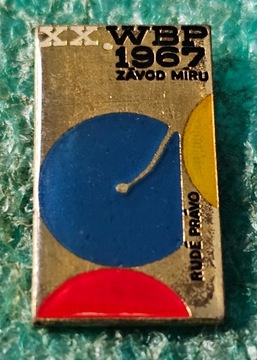 XX. WBP
1967
ZÁVOD MÍRU
RUDÉ PRÁVO